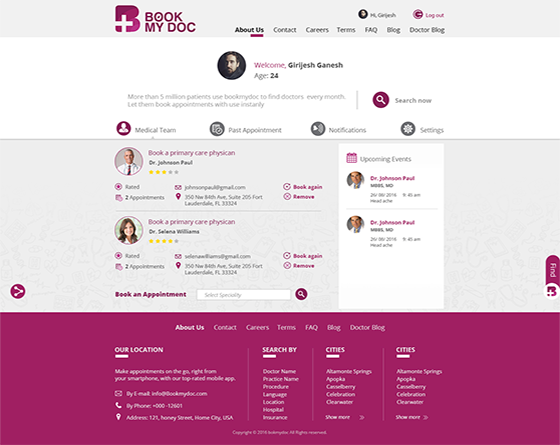 BOOK
MY DOC
Hi, Girijesh
Log out
About Us Contact Careers Terms FAQ Blog Doctor Blog
Welcome, Girijesh Ganesh
Age: 24
More than 5 million patients use bookmydoc to find doctors every month.
Let them book appointments with use instanly
Search now
Medical Team Past Appointment Notifications Settings
Book a primary care physican
Dr. Johnson Paul
Rated
2 Appointments
johnsonpaul@gmail.com
350 Nw 84th Ave, Suite 205 Fort
Lauderdale, FL 33324
Book again
Remove
Book a primary care physican
Dr. Selena Williams
Rated
2 Appointments
selenawilliams@gmail.com
350 Nw 84th Ave, Suite 205 Fort
Lauderdale, FL 33324
Book again
Remove
Book an Appointment
Select Speciality
Upcoming Events
Dr. Johnson Paul
MBBS, MD
26/ 08/ 2016 11: 45 am
Head ache
Dr. Johnson Paul
MBBS, MD
26/ 08/ 2016 11: 45 am
Head ache
Find
About Us Contact Careers Terms FAQ Blog Doctor Blog
OUR LOCATION
Make appointments on the go, right from
your smartphone, with our top-rated mobile app.
By E-mail: info@Bookmydoc.com
By Phone: +000 -12601
Address: 121, honey Street, Home City, USA
SEARCH BY
Doctor Name
Practice Name
Procedure
Language
Location
Hospital
Insurance
CITIES
Altamonte Springs
Apopka
Casselberry
Celebration
Clearwater
Show more
CITIES
Altamonte Springs
Apopka
Casselberry
Celebration
Clearwater
Show more
Copyright © 2016 bookmydoc. All Rights reserved.